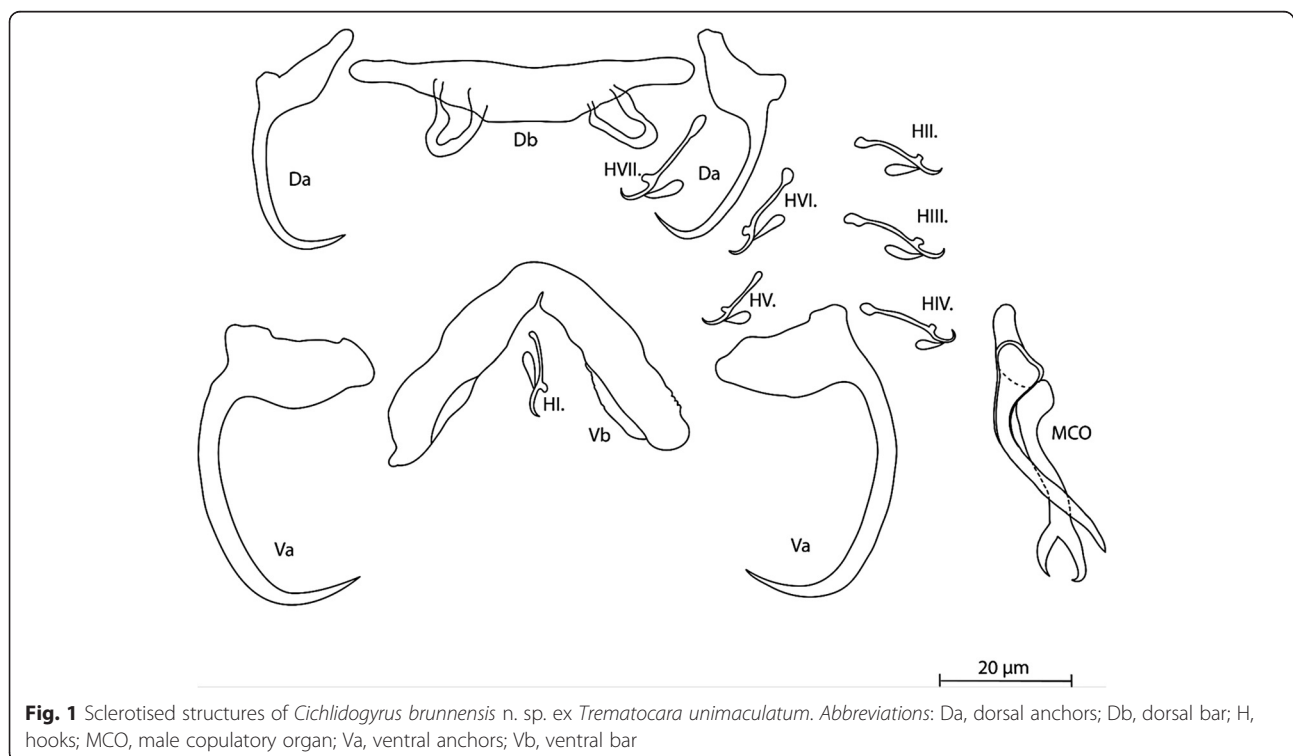 Da
Db
Da
HVII.
HII.
HVI.
HIII.
HV.
HIV.
HI.
Vb
MCO
Va
Va
20 µm
Fig. 1 Sclerotised structures of Cichlidogyrus brunnensis n. sp. ex Trematocara unimaculatum. Abbreviations: Da, dorsal anchors; Db, dorsal bar; H,
hooks; MCO, male copulatory organ; Va, ventral anchors; Vb, ventral bar